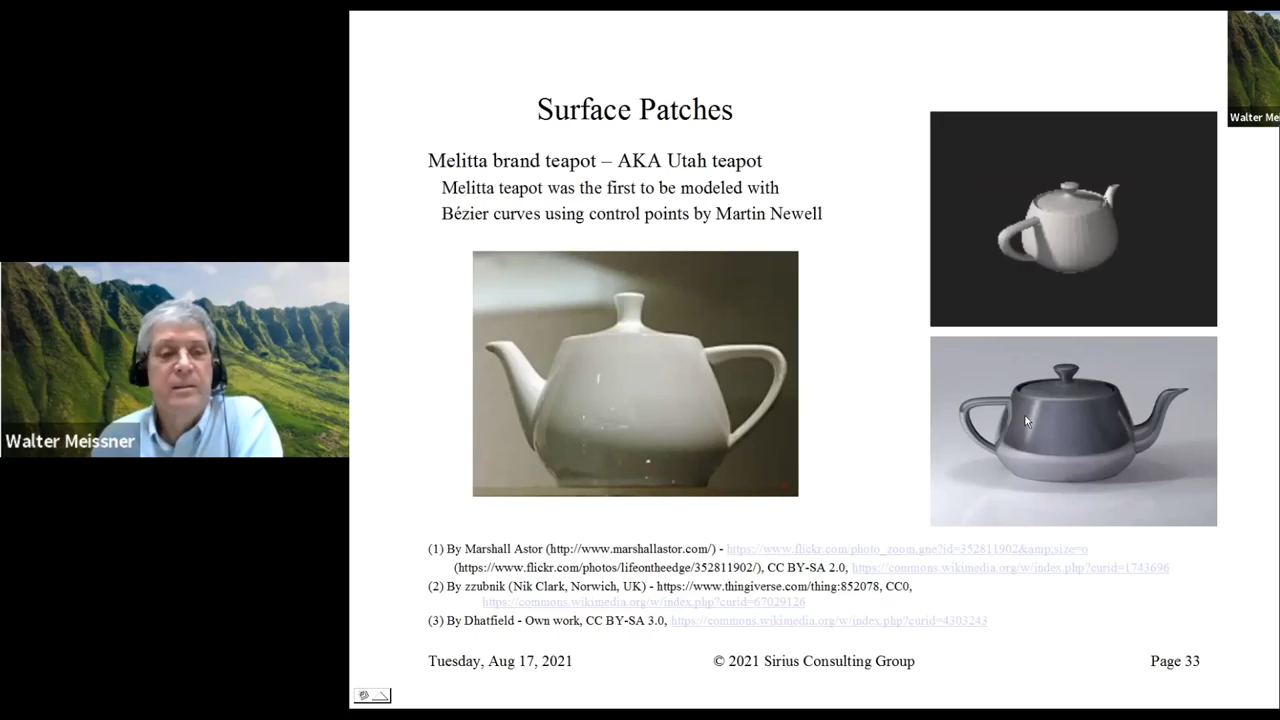 Surface Patches
Melitta brand teapot – AKA Utah teapot
Melitta teapot was the first to be modeled with
Bézier curves using control points by Martin Newell
Walter Meissner
Walter Mei
(1) By Marshall Astor (http://www.marshallastor.com/) - https://www.flickr.com/photo_zoom.gne?id=352811902&amp;size=o
(https://www.flickr.com/photos/lifeontheedge/352811902/), CC BY-SA 2.0, https://commons.wikimedia.org/w/index.php?curid=1743696
(2) By zzubnik (Nik Clark, Norwich, UK) - https://www.thingiverse.com/thing:852078, CC0,
https://commons.wikimedia.org/w/index.php?curid=67029126
(3) By Dhatfield - Own work, CC BY-SA 3.0, https://commons.wikimedia.org/w/index.php?curid=4303243
Tuesday, Aug 17, 2021 © 2021 Sirius Consulting Group Page 33